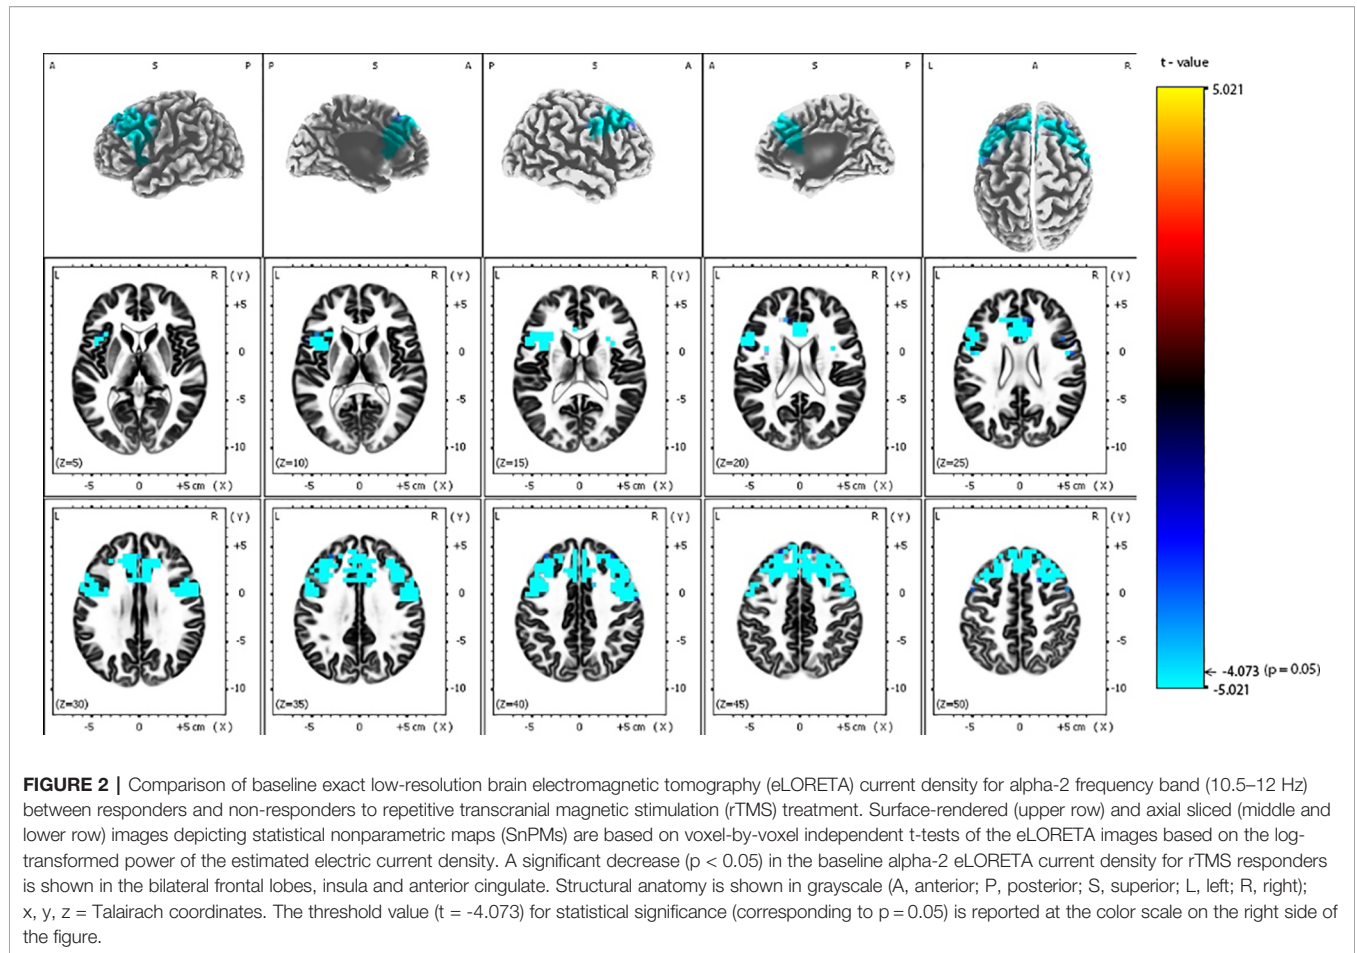 A S P P S A P S A A S P L A R
t - value
5.021
L R (Y) L R (Y) L R (Y) L R (Y) L R (Y)
+5 +5 +5 +5 +5
0 0 0 0 0
-5 -5 -5 -5 -5
-10 -10 -10 -10 -10
(Z=5) (Z=10) (Z=15) (Z=20) (Z=25)
-5 0 +5 cm (X) -5 0 +5 cm (X) -5 0 +5 cm (X) -5 0 +5 cm (X) -5 0 +5 cm (X)
L R (Y) L R (Y) L R (Y) L R (Y) L R (Y)
+5 +5 +5 +5 +5
0 0 0 0 0
-5 -5 -5 -5 -5
← -4.073 (p = 0.05)
-10 -10 -10 -10 -10
-5.021
(Z=30) (Z=35) (Z=40) (Z=45) (Z=50)
-5 0 +5 cm (X) -5 0 +5 cm (X) -5 0 +5 cm (X) -5 0 +5 cm (X) -5 0 +5 cm (X)
FIGURE 2 | Comparison of baseline exact low-resolution brain electromagnetic tomography (eLORETA) current density for alpha-2 frequency band (10.5–12 Hz)
between responders and non-responders to repetitive transcranial magnetic stimulation (rTMS) treatment. Surface-rendered (upper row) and axial sliced (middle and
lower row) images depicting statistical nonparametric maps (SnPMs) are based on voxel-by-voxel independent t-tests of the eLORETA images based on the log-
transformed power of the estimated electric current density. A significant decrease (p < 0.05) in the baseline alpha-2 eLORETA current density for rTMS responders
is shown in the bilateral frontal lobes, insula and anterior cingulate. Structural anatomy is shown in grayscale (A, anterior; P, posterior; S, superior; L, left; R, right);
x, y, z = Talairach coordinates. The threshold value (t = -4.073) for statistical significance (corresponding to p = 0.05) is reported at the color scale on the right side of
the figure.